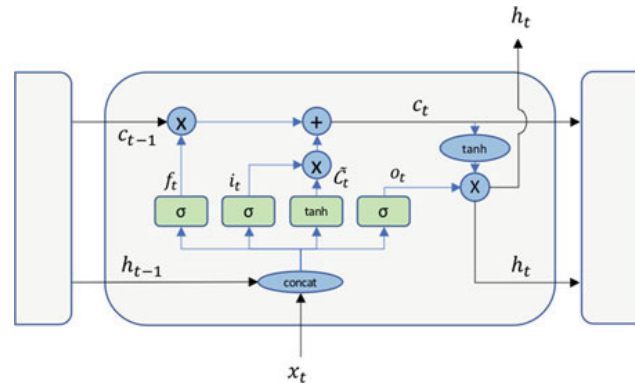 h_t
c_t
c_{t-1}
x
+
tanh
f_t
i_t
x
C̃_t
o_t
X
σ
σ
tanh
σ
h_{t-1}
concat
h_t
x_t